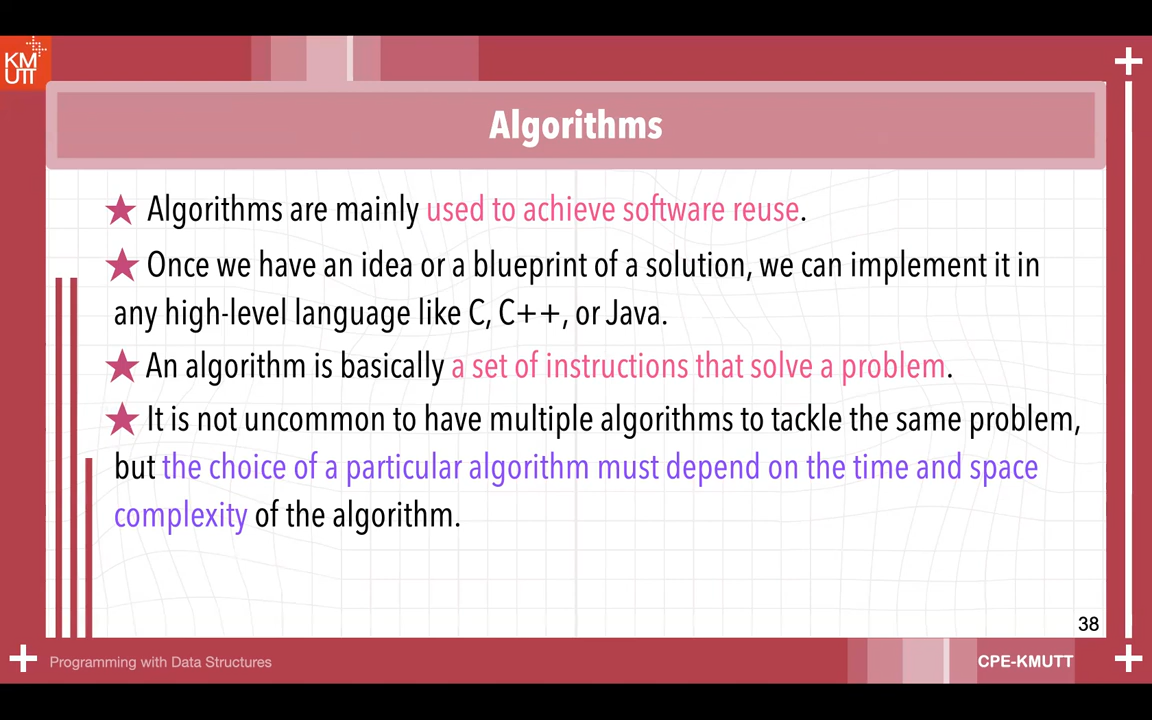 KM
UTT
Algorithms
★ Algorithms are mainly used to achieve software reuse.
★ Once we have an idea or a blueprint of a solution, we can implement it in
any high-level language like C, C++, or Java.
★ An algorithm is basically a set of instructions that solve a problem.
★ It is not uncommon to have multiple algorithms to tackle the same problem,
but the choice of a particular algorithm must depend on the time and space
complexity of the algorithm.
38
Programming with Data Structures
CPE-KMUTT